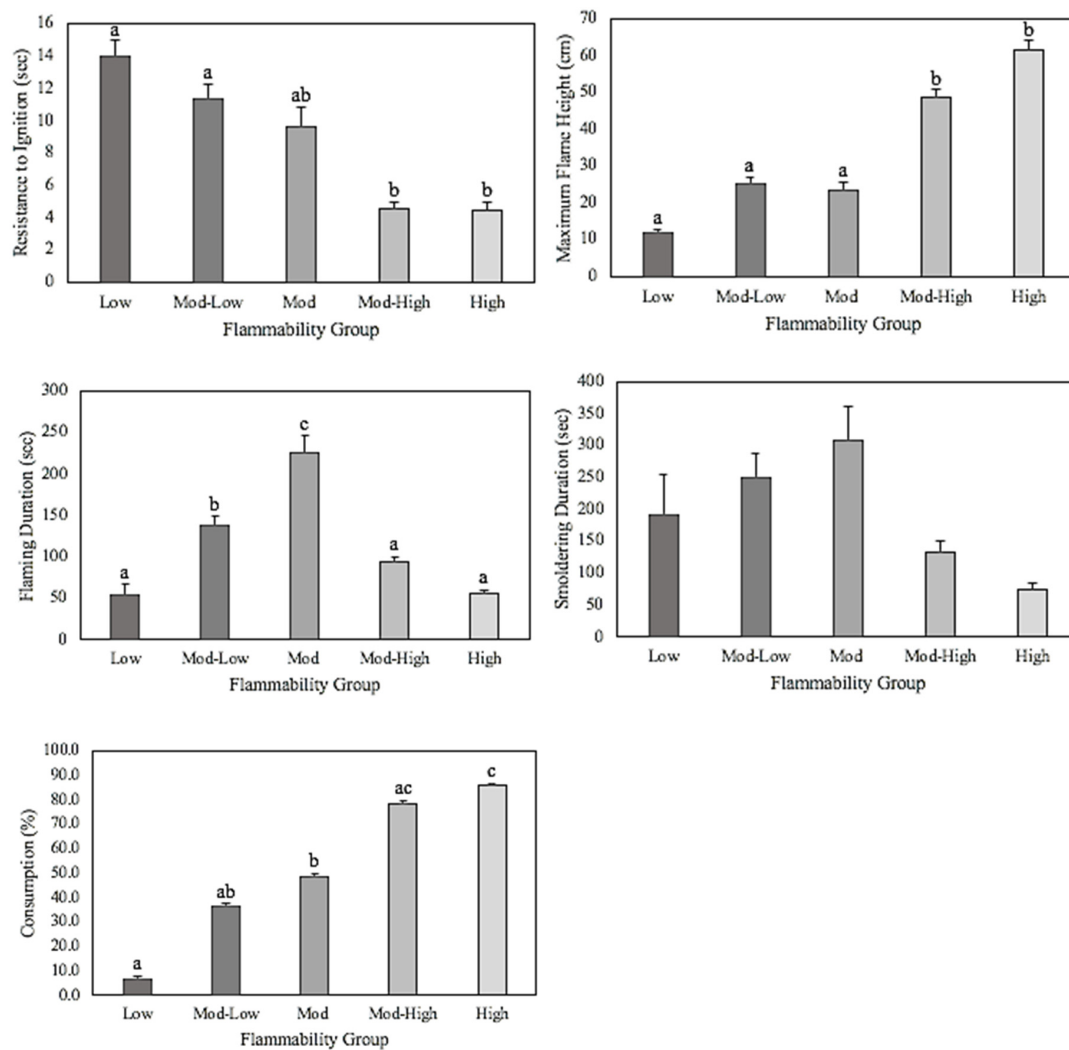 16
14
12
10
8
6
4
2
0
Resistance to Ignition (sec)
a
a
ab
b
b
Low Mod-Low Mod Mod-High High
Flammability Group
70
60
50
40
30
20
10
0
Maximum Flame Height (cm)
a
a
a
b
b
Low Mod-Low Mod Mod-High High
Flammability Group
300
250
200
150
100
50
0
Flaming Duration (sec)
a
b
c
a
a
Low Mod-Low Mod Mod-High High
Flammability Group
400
350
300
250
200
150
100
50
0
Smoldering Duration (sec)
Low Mod-Low Mod Mod-High High
Flammability Group
100.0
90.0
80.0
70.0
60.0
50.0
40.0
30.0
20.0
10.0
0.0
Consumption (%)
a
ab
b
ac
c
Low Mod-Low Mod Mod-High High
Flammability Group